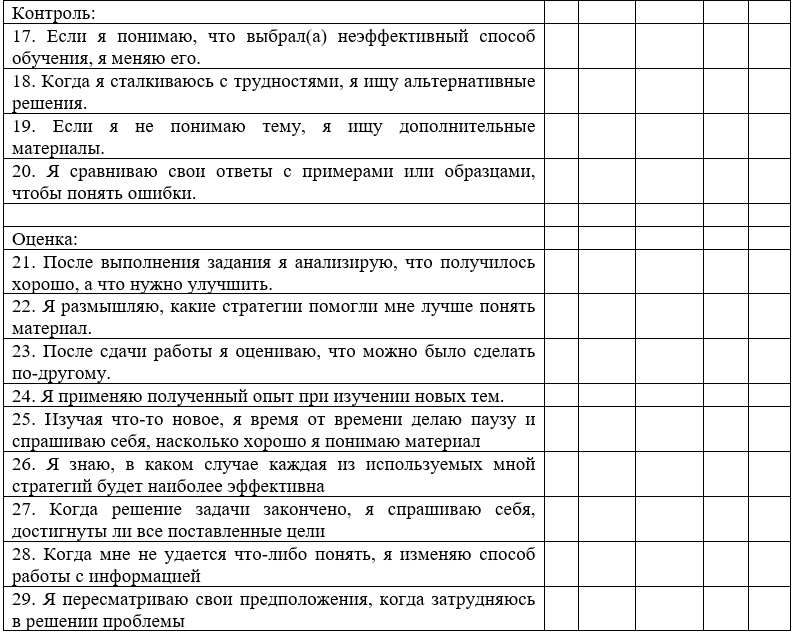 Контроль:
17. Если я понимаю, что выбрал(а) неэффективный способ
обучения, я меняю его.
18. Когда я сталкиваюсь с трудностями, я ищу альтернативные
решения.
19. Если я не понимаю тему, я ищу дополнительные
материалы.
20. Я сравниваю свои ответы с примерами или образцами,
чтобы понять ошибки.
Оценка:
21. После выполнения задания я анализирую, что получилось
хорошо, а что нужно улучшить.
22. Я размышляю, какие стратегии помогли мне лучше понять
материал.
23. После сдачи работы я оцениваю, что можно было сделать
по-другому.
24. Я применяю полученный опыт при изучении новых тем.
25. Изучая что-то новое, я время от времени делаю паузу и
спрашиваю себя, насколько хорошо я понимаю материал
26. Я знаю, в каком случае каждая из используемых мной
стратегий будет наиболее эффективна
27. Когда решение задачи закончено, я спрашиваю себя,
достигнуты ли все поставленные цели
28. Когда мне не удается что-либо понять, я изменяю способ
работы с информацией
29. Я пересматриваю свои предположения, когда затрудняюсь
в решении проблемы